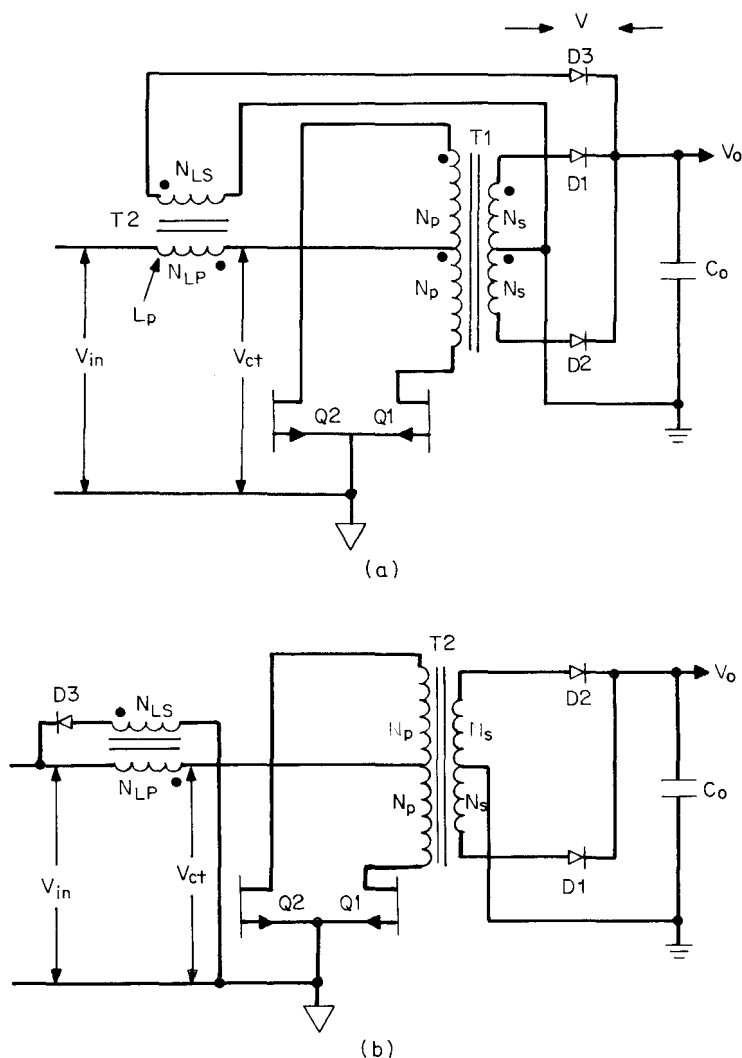 V
D3
T1
N_LS
V_o
D1
T2
N_p
N_s
N_LP
L_p
N_p
N_s
C_o
V_in
V_ct
D2
Q2
Q1
(a)
T2
D3
N_LS
V_o
D2
N_p
N_s
N_LP
N_p
N_s
C_o
V_in
V_ct
D1
Q2
Q1
(b)